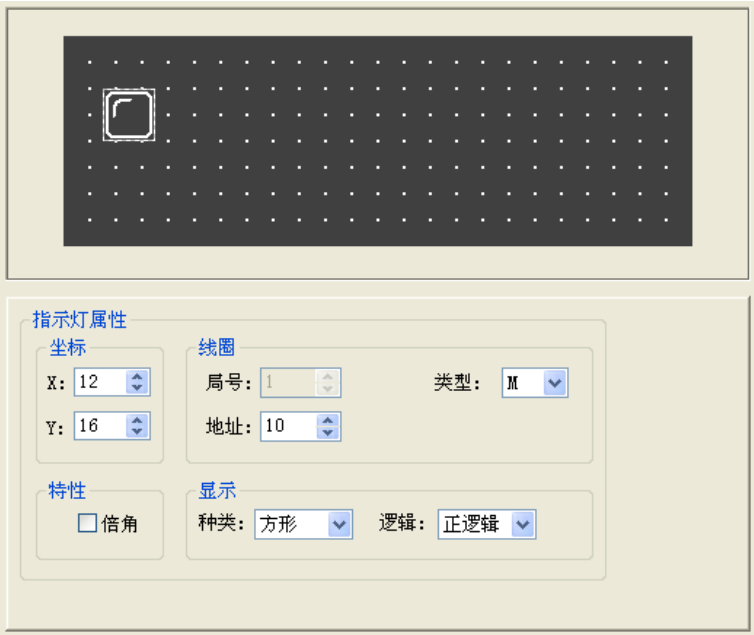 指示灯属性
坐标
线圈
X: 12
局号: 1
类型: M
Y: 16
地址: 10
特性
显示
倍角
种类: 方形
逻辑: 正逻辑